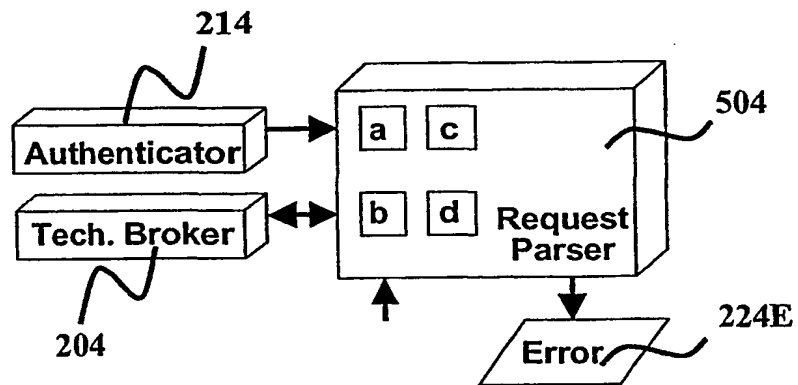 214
504
Authenticator
a c
b d
Tech. Broker
Request
Parser
204
224E
Error